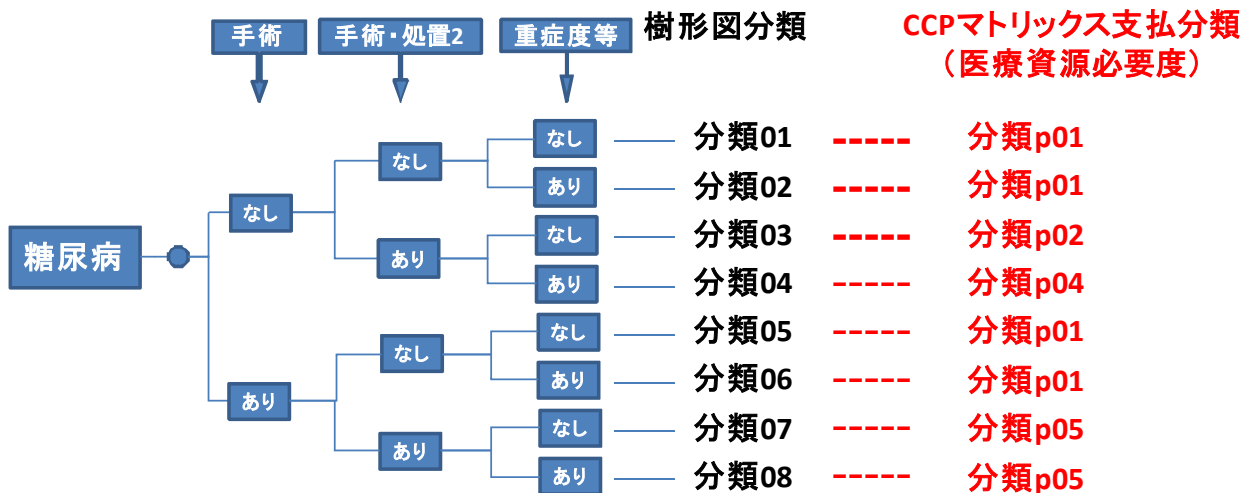 手術
手術・処置2
重症度等
樹形図分類
CCPマトリックス支払分類
（医療資源必要度）
なし
分類01
分類p01
なし
あり
分類02
分類p01
なし
なし
分類03
分類p02
糖尿病
あり
あり
分類04
分類p04
なし
分類05
分類p01
なし
あり
分類06
分類p01
あり
なし
分類07
分類p05
あり
あり
分類08
分類p05